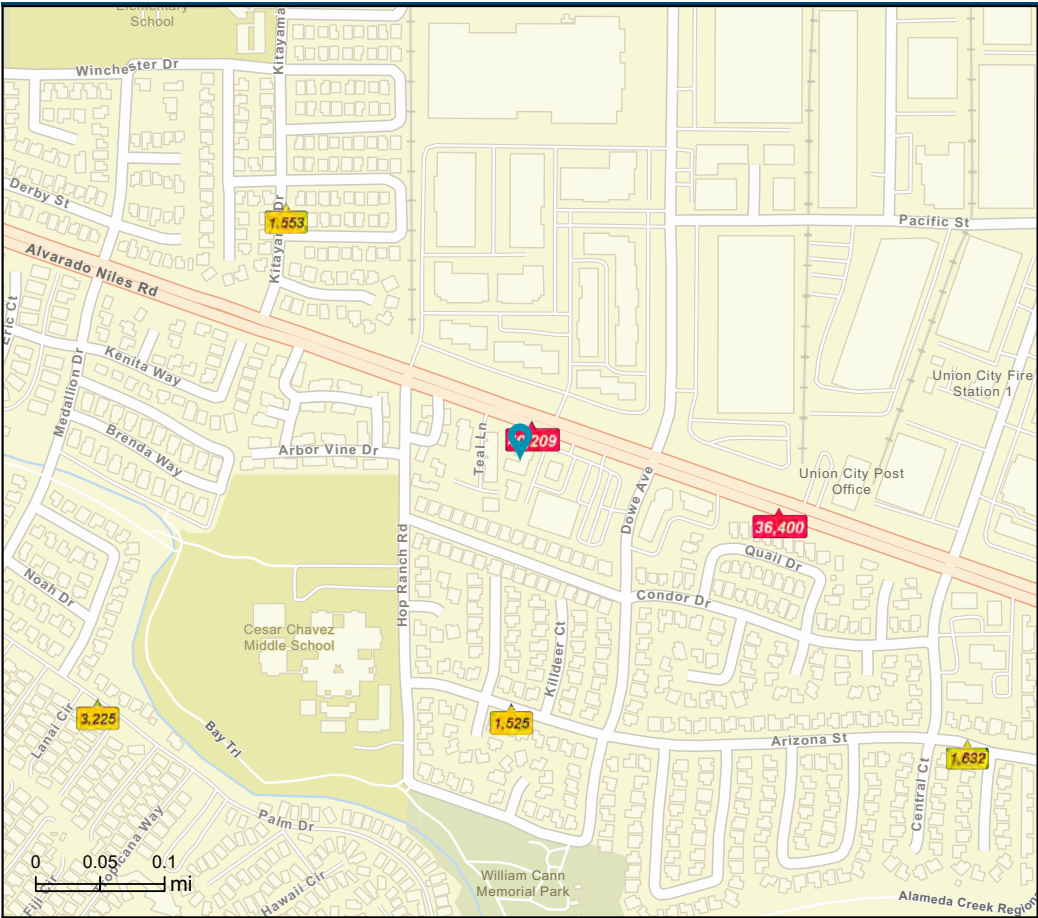 Elementary
School
Kitayama
Winchester Dr
Derby St
1,553
Kitayama Dr
Pacific St
Alvarado Niles Rd
Eric Ct
Kenita Way
Medallion Dr
Union City Fire
Station 1
Brenda Way
Arbor Vine Dr
Teal Ln
209
Union City Post
Office
Dowe Ave
36,400
Quail Dr
Noah Dr
Hop Ranch Rd
Condor Dr
Cesar Chavez
Middle School
Killdeer Ct
3,225
Lanai Cir
Bay Trl
1,525
Arizona St
1,632
Central Ct
Palm Dr
Tropicana Way
0 0.05 0.1
mi
Fiji Cir
Hawaii Cir
William Cann
Memorial Park
Alameda Creek Region